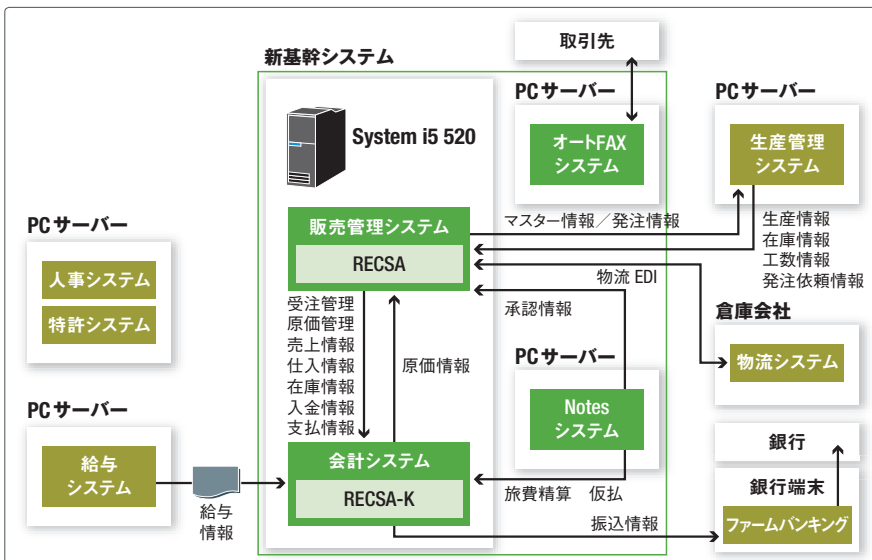 取引先
新基幹システム
System i5 520
PCサーバー
オートFAX
システム
PCサーバー
生産管理
システム
販売管理システム
RECSA
マスター情報／発注情報
生産情報
在庫情報
工数情報
発注依頼情報
物流 EDI
承認情報
PCサーバー
人事システム
特許システム
受注管理
原価管理
売上情報
仕入情報
在庫情報
入金情報
支払情報
原価情報
PCサーバー
Notes
システム
倉庫会社
物流システム
PCサーバー
給与
システム
給与
情報
会計システム
RECSA-K
旅費精算　仮払
振込情報
銀行
銀行端末
ファームバンキング